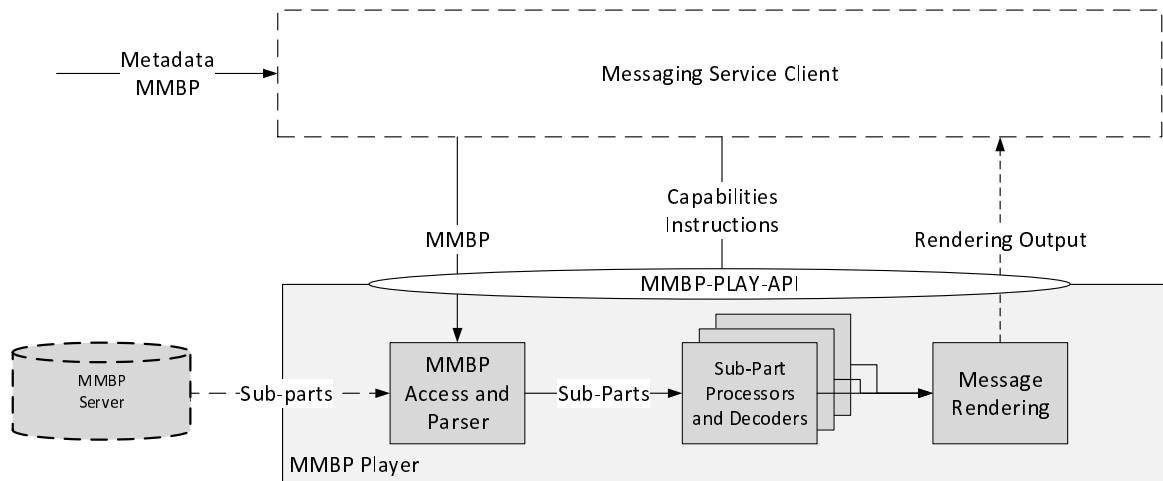 Metadata
MMBP
Messaging Service Client
Capabilities
Instructions
MMBP
Rendering Output
MMBP-PLAY-API
MMBP
Server
Sub-parts
MMBP
Access and
Parser
Sub-Parts
Sub-Part
Processors
and Decoders
Message
Rendering
MMBP Player